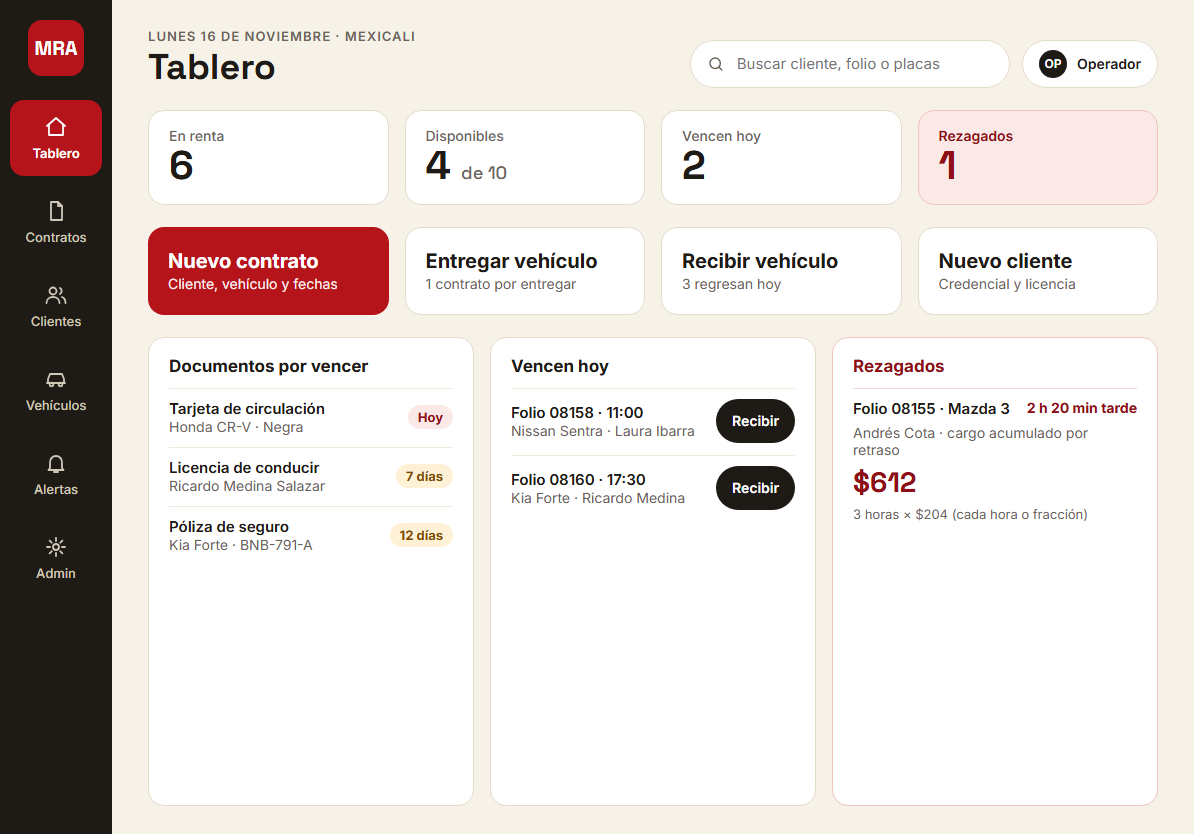 MRA
Tablero
Contratos
Clientes
Vehículos
Alertas
Admin
LUNES 16 DE NOVIEMBRE · MEXICALI
Tablero
Buscar cliente, folio o placas
OP Operador
En renta
6
Disponibles
4 de 10
Vencen hoy
2
Rezagados
1
Nuevo contrato
Cliente, vehículo y fechas
Entregar vehículo
1 contrato por entregar
Recibir vehículo
3 regresan hoy
Nuevo cliente
Credencial y licencia
Documentos por vencer
Tarjeta de circulación
Honda CR-V · Negra
Hoy
Licencia de conducir
Ricardo Medina Salazar
7 días
Póliza de seguro
Kia Forte · BNB-791-A
12 días
Vencen hoy
Folio 08158 · 11:00
Nissan Sentra · Laura Ibarra
Recibir
Folio 08160 · 17:30
Kia Forte · Ricardo Medina
Recibir
Rezagados
Folio 08155 · Mazda 3 2 h 20 min tarde
Andrés Cota · cargo acumulado por
retraso
$612
3 horas × $204 (cada hora o fracción)